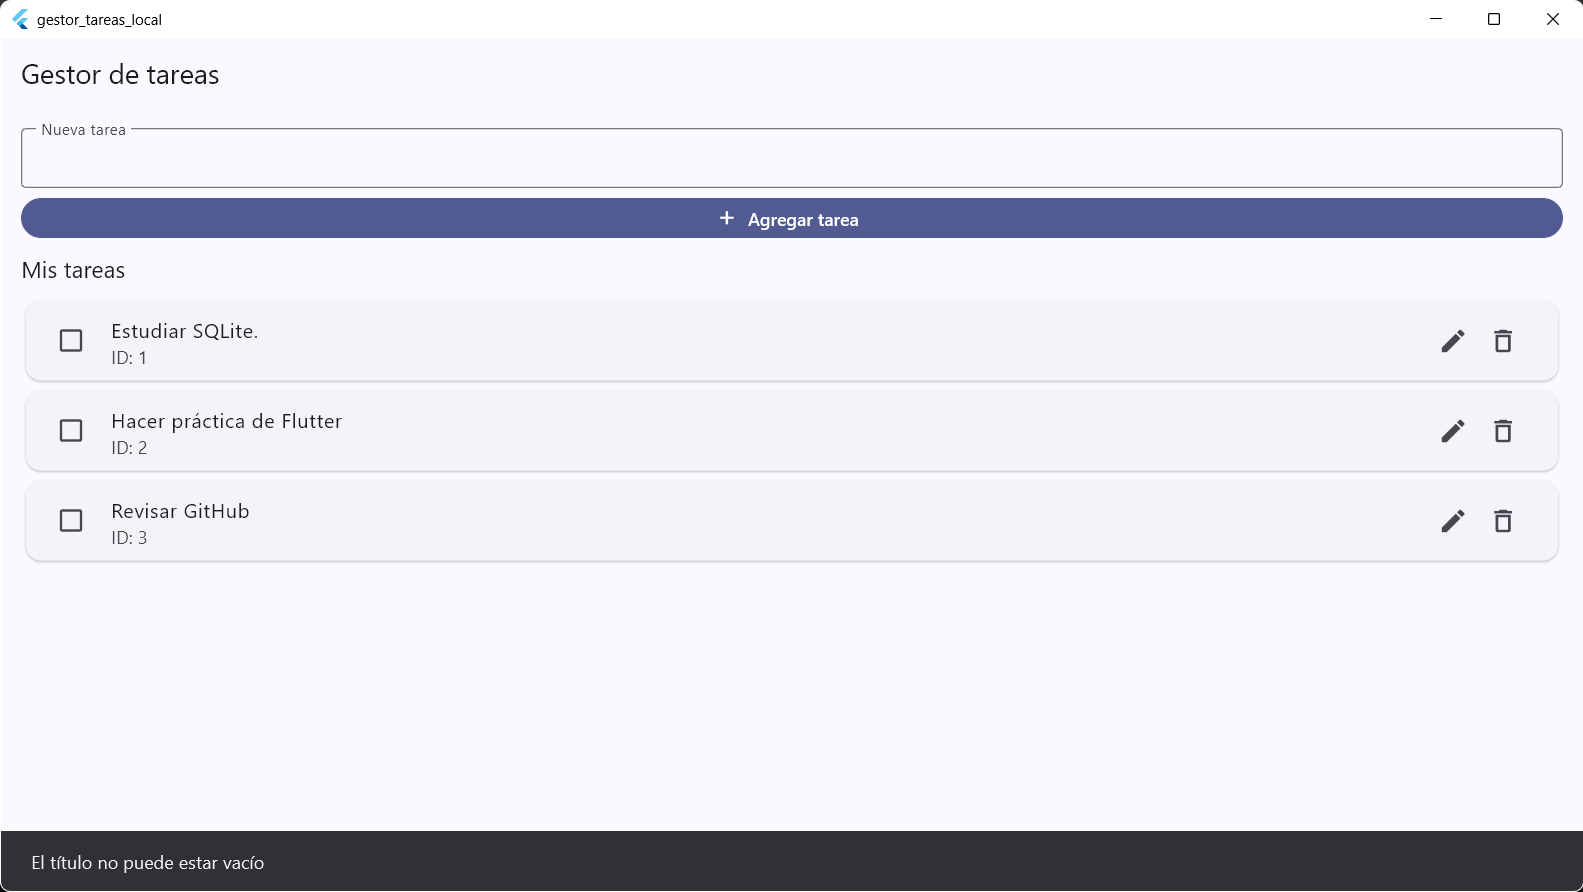 gestor_tareas_local
Gestor de tareas
Nueva tarea
Agregar tarea
Mis tareas
Estudiar SQLite.
ID: 1
Hacer práctica de Flutter
ID: 2
Revisar GitHub
ID: 3
El título no puede estar vacío